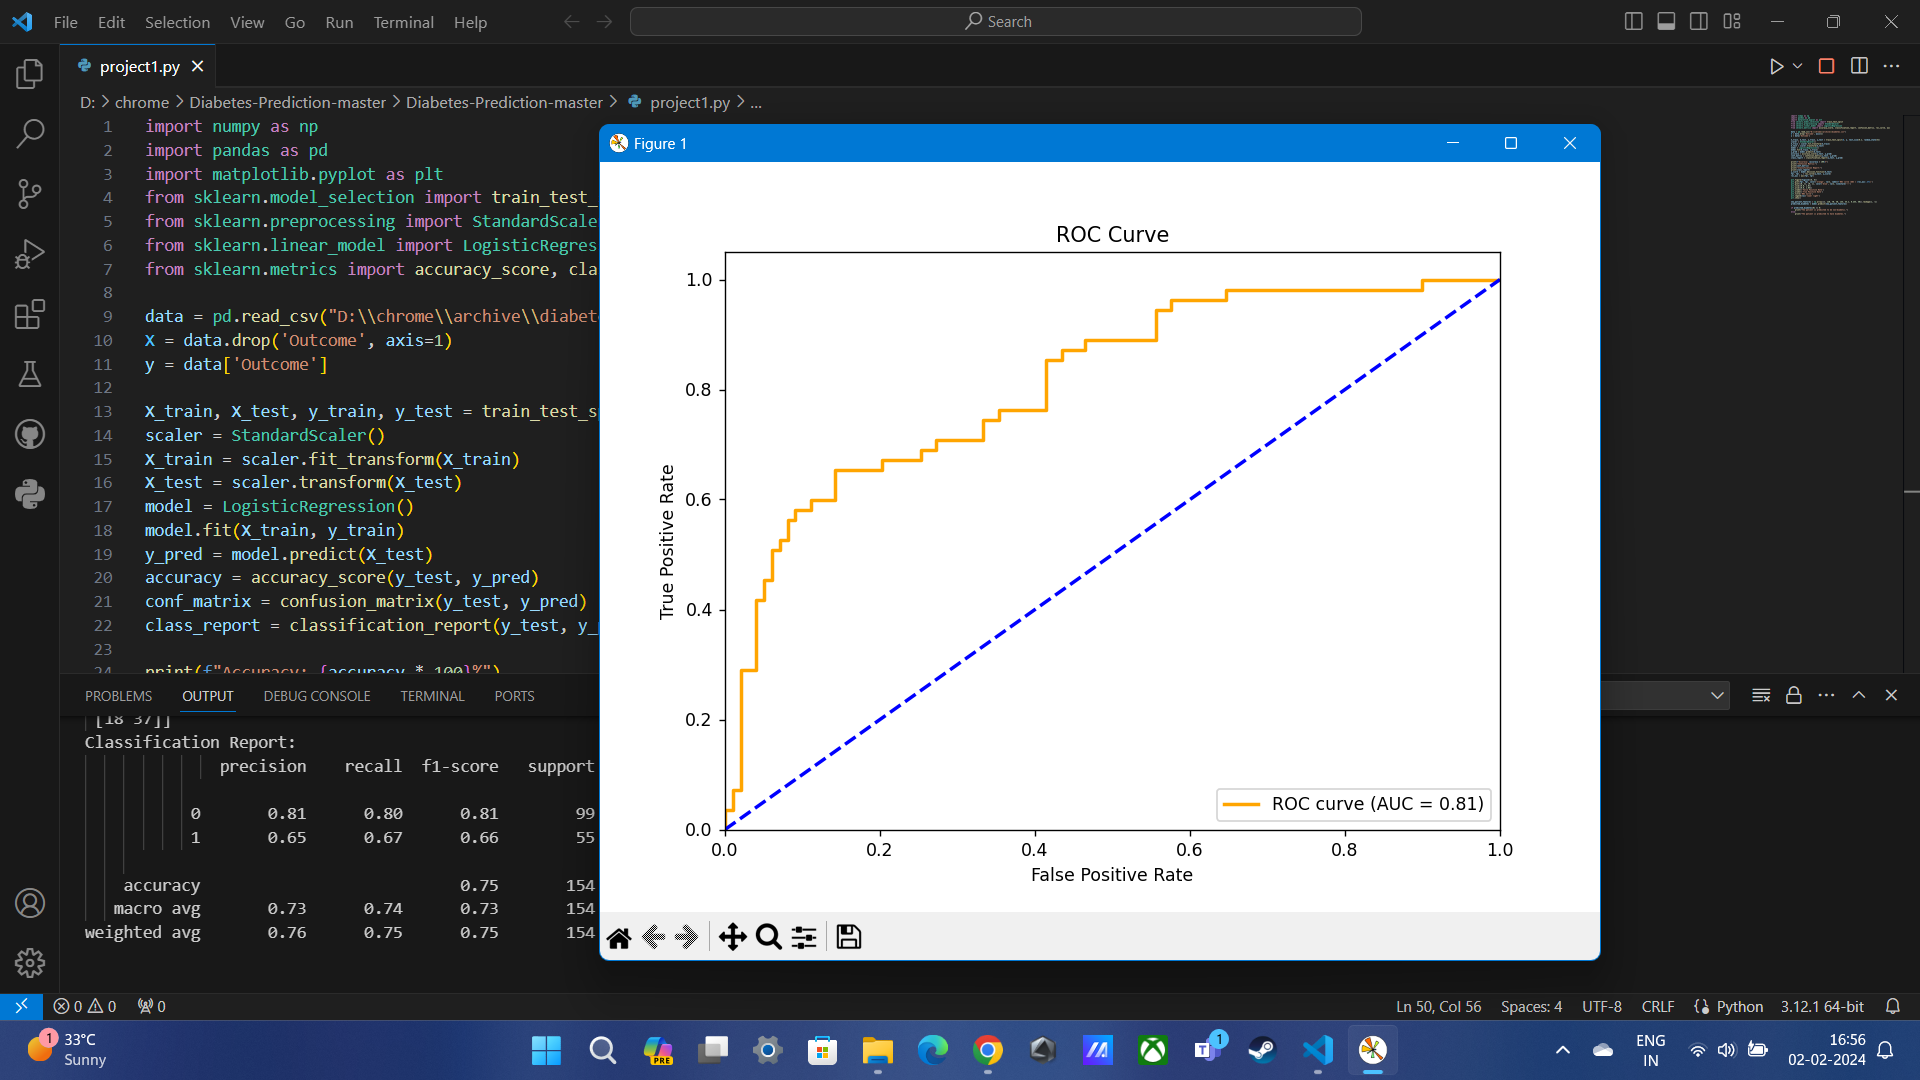 File Edit Selection View Go Run Terminal Help
Search
project1.py
D: > chrome > Diabetes-Prediction-master > Diabetes-Prediction-master > project1.py > ...
1 import numpy as np
2 import pandas as pd
3 import matplotlib.pyplot as plt
4 from sklearn.model_selection import train_test_
5 from sklearn.preprocessing import StandardScale
6 from sklearn.linear_model import LogisticRegres
7 from sklearn.metrics import accuracy_score, cla
8
9 data = pd.read_csv("D:\\chrome\\archive\\diabet
10 X = data.drop('Outcome', axis=1)
11 y = data['Outcome']
12
13 X_train, X_test, y_train, y_test = train_test_s
14 scaler = StandardScaler()
15 X_train = scaler.fit_transform(X_train)
16 X_test = scaler.transform(X_test)
17 model = LogisticRegression()
18 model.fit(X_train, y_train)
19 y_pred = model.predict(X_test)
20 accuracy = accuracy_score(y_test, y_pred)
21 conf_matrix = confusion_matrix(y_test, y_pred)
22 class_report = classification_report(y_test, y_
23
24 print(f"Accuracy: {accuracy * 100}%")
PROBLEMS OUTPUT DEBUG CONSOLE TERMINAL PORTS
[18 37]]
Classification Report:
precision recall f1-score support
0 0.81 0.80 0.81 99
1 0.65 0.67 0.66 55
accuracy 0.75 154
macro avg 0.73 0.74 0.73 154
weighted avg 0.76 0.75 0.75 154
Figure 1
ROC Curve
1.0
0.8
0.6
0.4
0.2
0.0
True Positive Rate
ROC curve (AUC = 0.81)
0.0 0.2 0.4 0.6 0.8 1.0
False Positive Rate
0 0 0
Ln 50, Col 56 Spaces: 4 UTF-8 CRLF Python 3.12.1 64-bit
1
33°C
Sunny
PRE
1
ENG
IN
16:56
02-02-2024